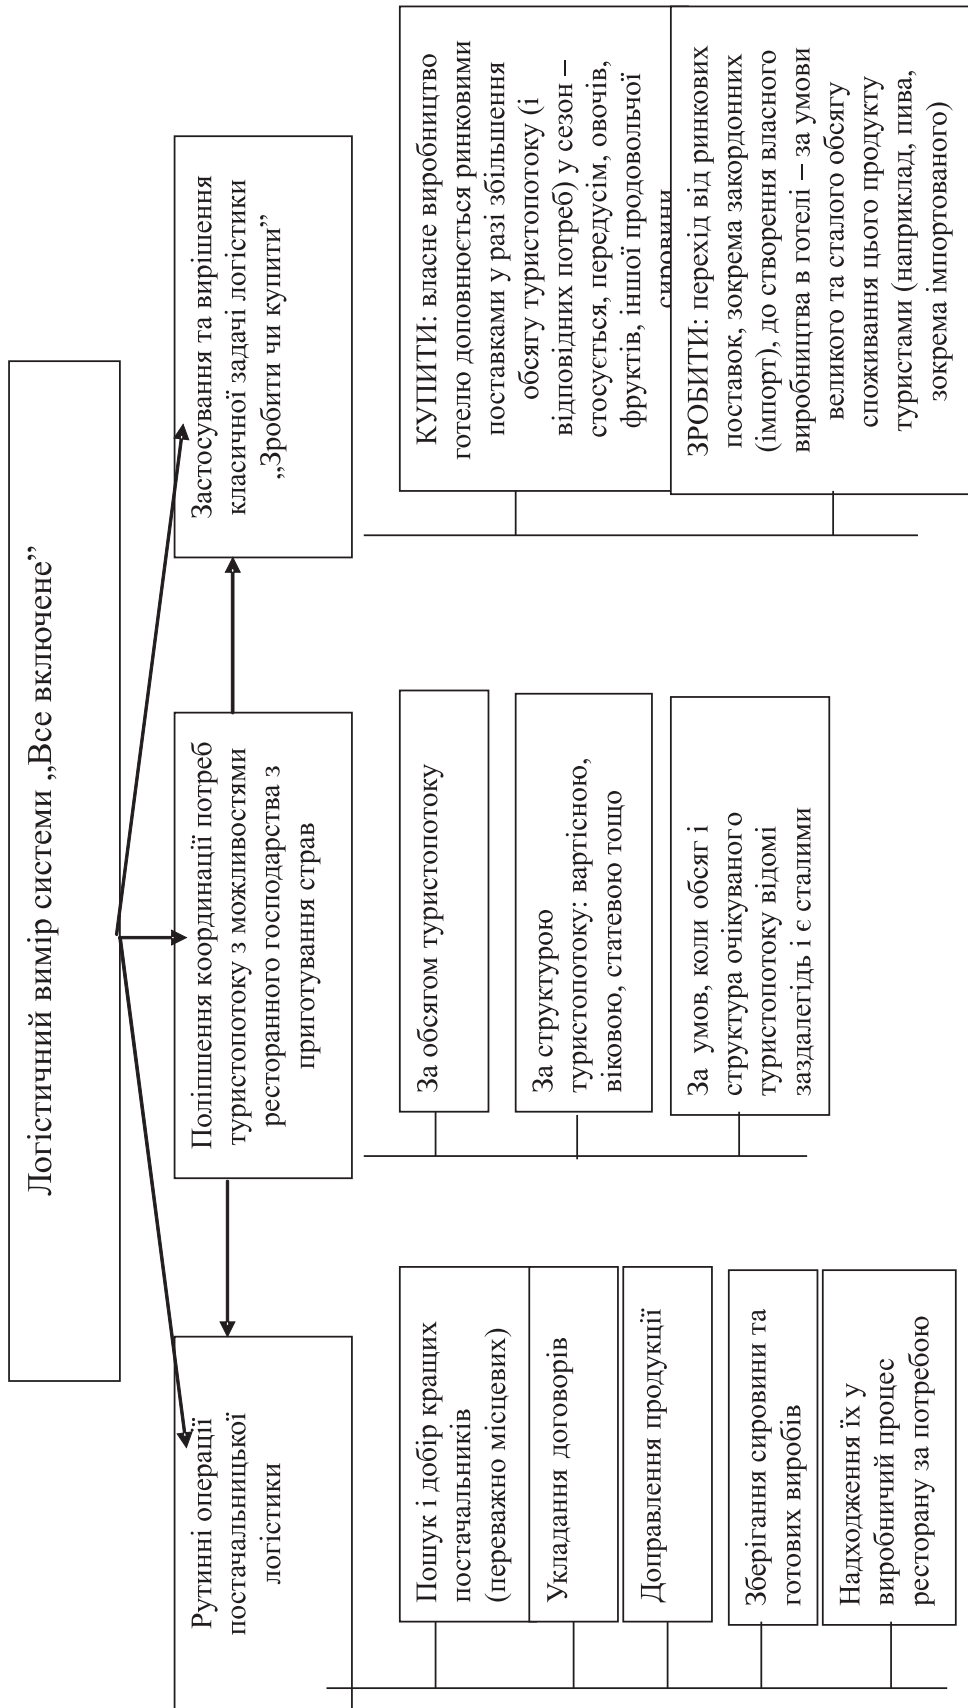 Логістичний вимір системи „Все включене”
Рутинні операції
постачальницької
логістики
Поліпшення координації потреб
туристопотоку з можливостями
ресторанного господарства з
приготування страв
Застосування та вирішення
класичної задачі логістики
„Зробити чи купити”
Пошук і добір кращих
постачальників
(переважно місцевих)
Укладання договорів
Доправлення продукції
Зберігання сировини та
готових виробів
Надходження їх у
виробничий процес
ресторану за потребою
За обсягом туристопотоку
За структурою
туристопотоку: вартісною,
віковою, статевою тощо
За умов, коли обсяг і
структура очікуваного
туристопотоку відомі
заздалегідь і є сталими
КУПИТИ: власне виробництво
готелю доповнюється ринковими
поставками у разі збільшення
обсягу туристопотоку (і
відповідних потреб) у сезон –
стосується, передусім, овочів,
фруктів, іншої продовольчої
сировини
ЗРОБИТИ: перехід від ринкових
поставок, зокрема закордонних
(імпорт), до створення власного
виробництва в готелі – за умови
великого та сталого обсягу
споживання цього продукту
туристами (наприклад, пива,
зокрема імпортованого)